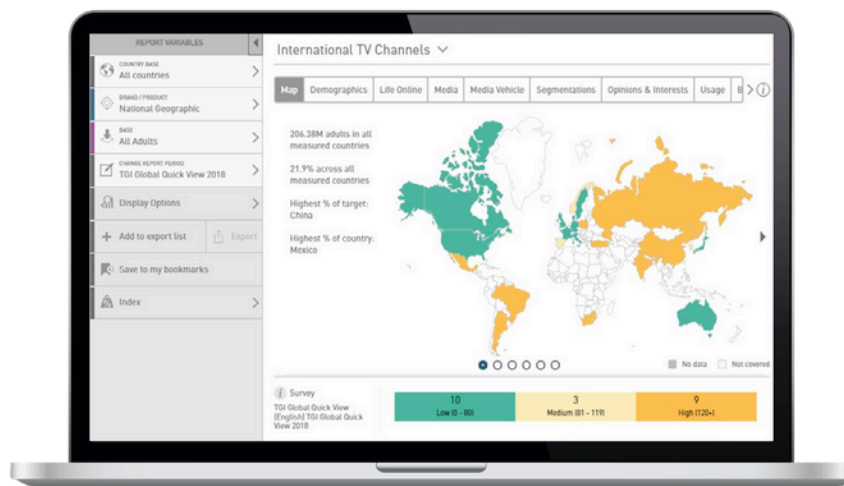 REPORT VARIABLES
COUNTRY BASE
All countries
BRAND / PRODUCT
National Geographic
BASE
All Adults
CHANGE REPORT PERIOD
TGI Global Quick View 2018
Display Options
+ Add to export list
Export
Save to my bookmarks
Index
International TV Channels
Map Demographics Life Online Media Media Vehicle Segmentations Opinions & Interests Usage
206.38M adults in all
measured countries
21.9% across all
measured countries
Highest % of target:
China
Highest % of country:
Mexico
No data Not covered
i Survey
TGI Global Quick View
(English) TGI Global Quick
View 2018
10
Low (0 - 80)
3
Medium (81 - 119)
9
High (120+)